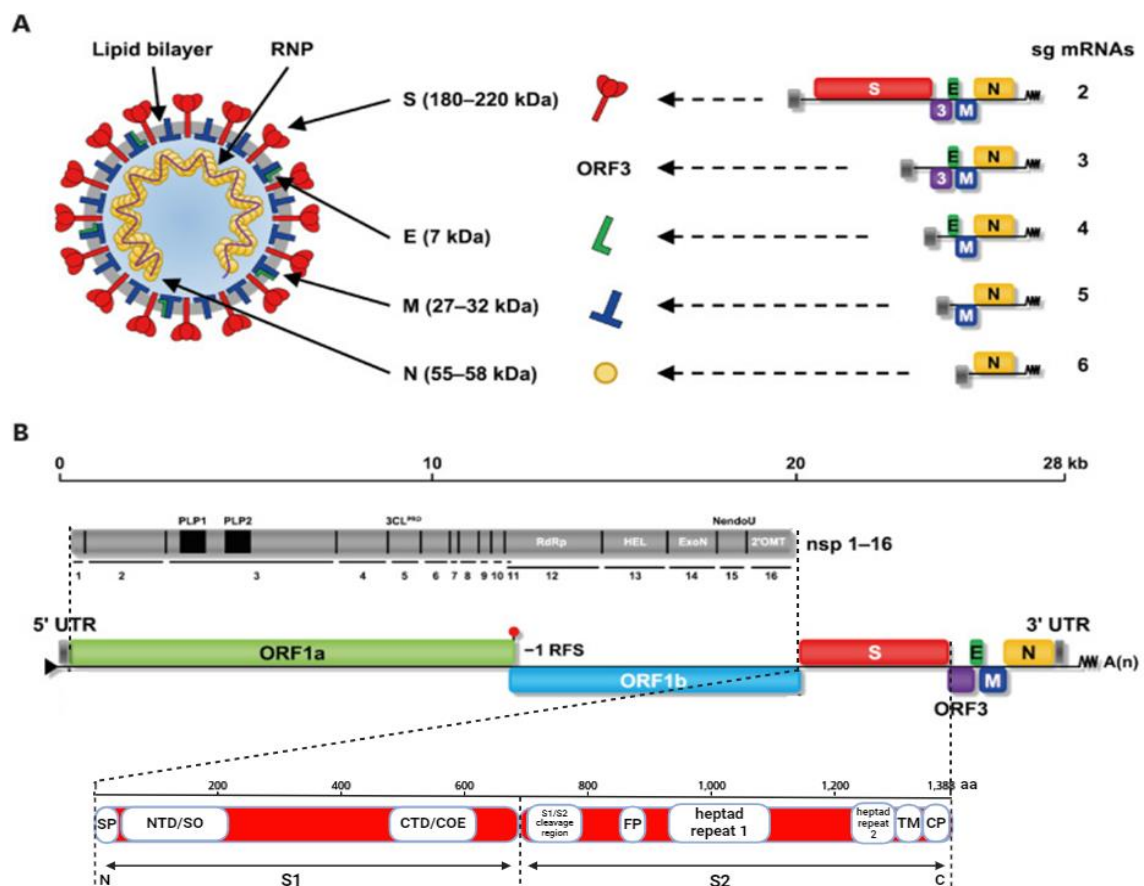 A
Lipid bilayer
RNP
sg mRNAs
S (180–220 kDa)
S
E
N
3
M
2
ORF3
E
N
3
M
3
E (7 kDa)
E
N
M
4
M (27–32 kDa)
N
M
5
N (55–58 kDa)
N
6
B
0
10
20
28 kb
PLP1
PLP2
3CLPRO
NendoU
RdRp
HEL
ExoN
2'OMT
nsp 1–16
1
2
3
4
5
6
7
8
9
10
11
12
13
14
15
16
5' UTR
3' UTR
ORF1a
–1 RFS
S
E
N
A(n)
ORF1b
M
ORF3
1
200
400
600
800
1,000
1,200
1,383 aa
SP
NTD/SO
CTD/COE
S1/S2
cleavage
region
FP
heptad
repeat 1
heptad
repeat
2
TM
CP
N
S1
S2
C